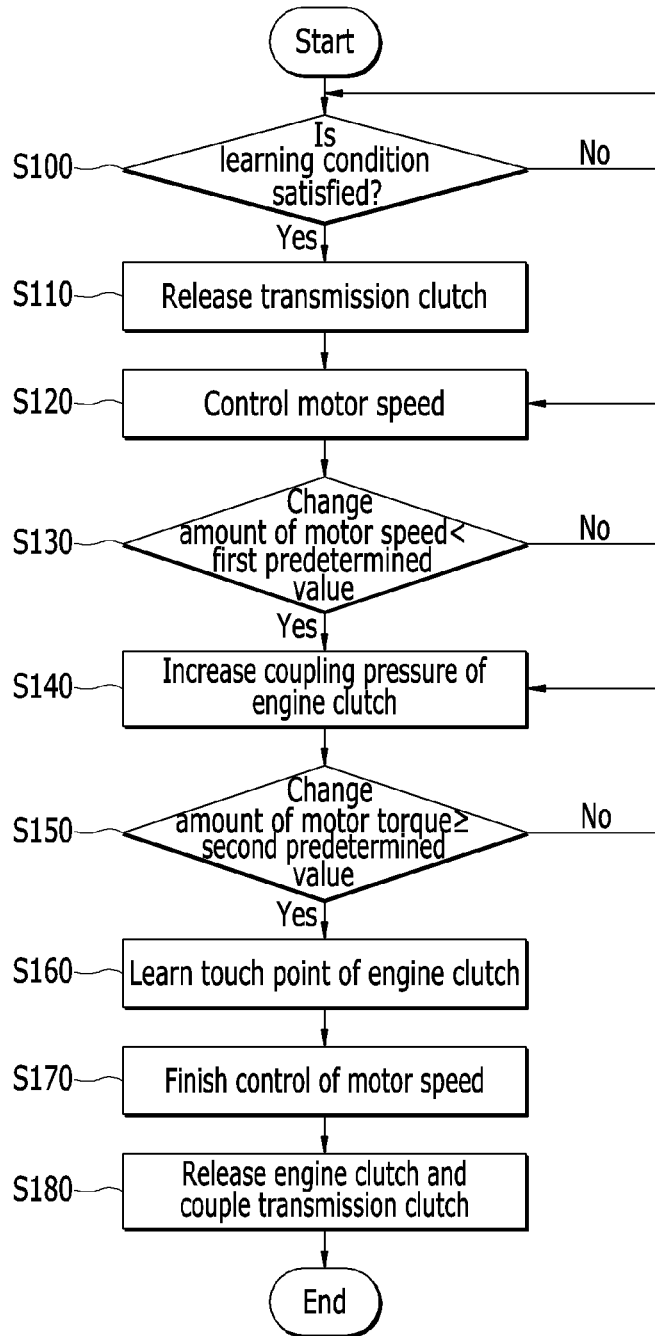 Start
Is
learning condition
satisfied?
S100
No
Yes
S110
Release transmission clutch
S120
Control motor speed
Change
amount of motor speed<
first predetermined
value
S130
No
Yes
S140
Increase coupling pressure of
engine clutch
Change
amount of motor torque≥
second predetermined
value
S150
No
Yes
S160
Learn touch point of engine clutch
S170
Finish control of motor speed
S180
Release engine clutch and
couple transmission clutch
End